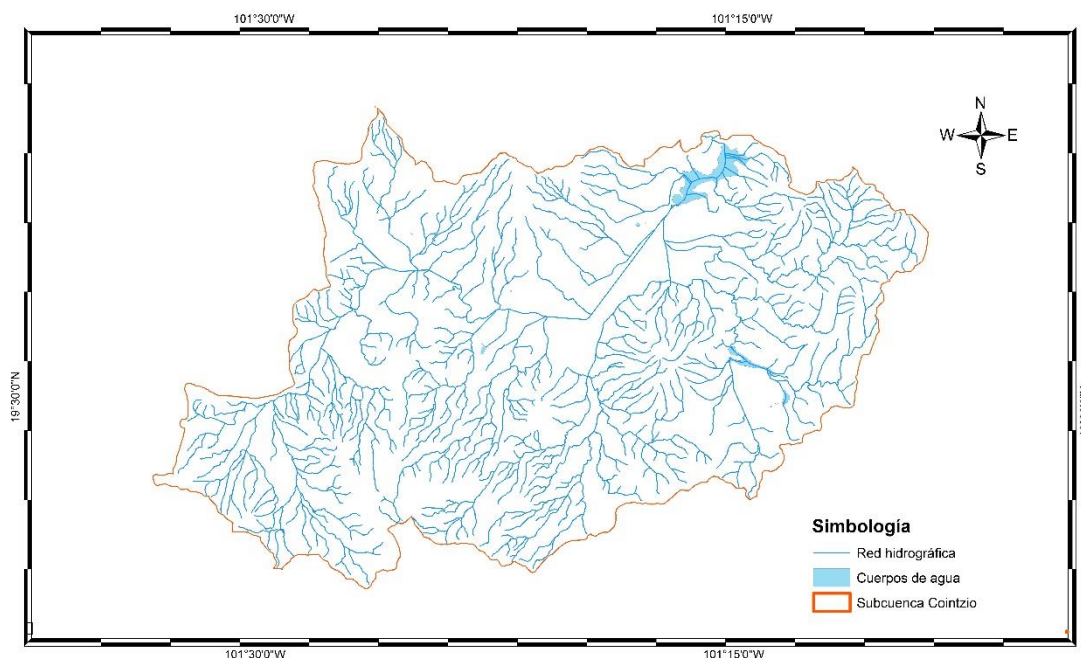 101°30'0"W
101°15'0"W
N
W
E
S
19°30'0"N
Simbología
Red hidrográfica
Cuerpos de agua
Subcuenca Cointzio
101°30'0"W
101°15'0"W